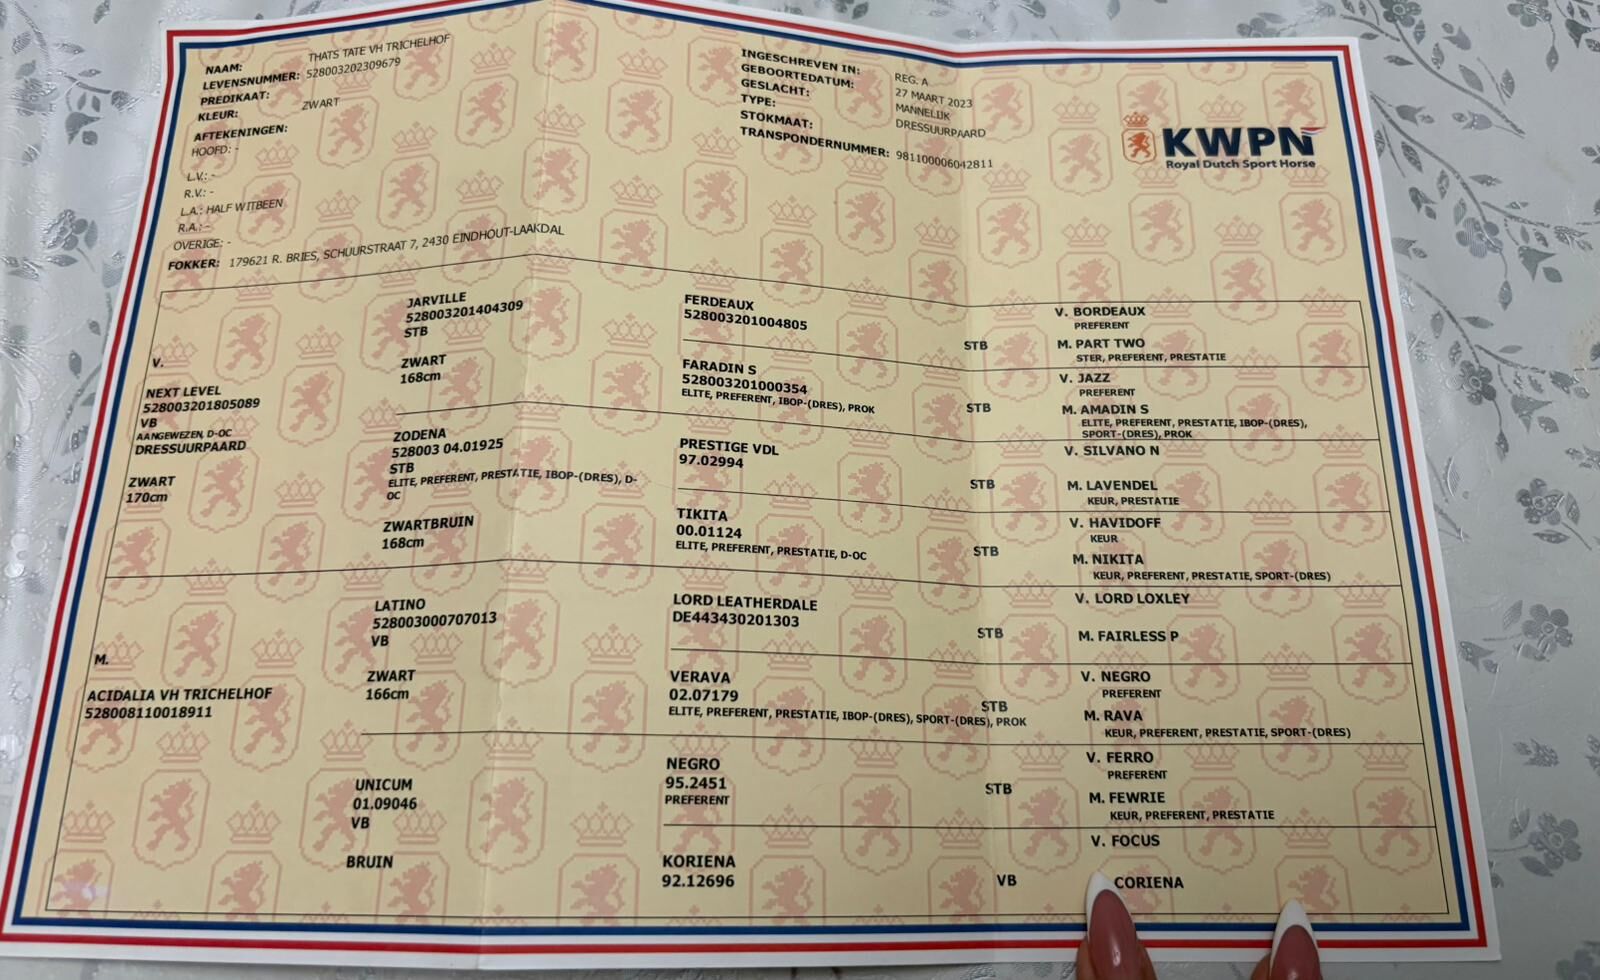 NAAM: THATS TATE VH TRICHELHOF
LEVENSNUMMER: 528003202309679
PREDIKAAT:
KLEUR: ZWART
AFTEKENINGEN:
HOOFD: -
L.V.: -
R.V.: -
L.A.: HALF WITBEEN
R.A.: -
OVERIGE: -
FOKKER: 179621 R. BRIES, SCHUURSTRAAT 7, 2430 EINDHOUT-LAAKDAL
INGESCHREVEN IN: REG. A
GEBOORTEDATUM: 27 MAART 2023
GESLACHT: MANNELIJK
TYPE: DRESSUURPAARD
STOKMAAT:
TRANSPONDERNUMMER: 981100006042811
KWPN
Royal Dutch Sport Horse
V.
NEXT LEVEL
528003201805089
VB
AANGEWEZEN, D-OC
DRESSUURPAARD
ZWART
170cm
JARVILLE
528003201404309
STB
ZWART
168cm
FERDEAUX
528003201004805
STB
V. BORDEAUX
PREFERENT
M. PART TWO
STER, PREFERENT, PRESTATIE
FARADIN S
528003201000354
ELITE, PREFERENT, IBOP-(DRES), PROK
STB
V. JAZZ
PREFERENT
M. AMADIN S
ELITE, PREFERENT, PRESTATIE, IBOP-(DRES),
SPORT-(DRES), PROK
ZODENA
528003 04.01925
STB
ELITE, PREFERENT, PRESTATIE, IBOP-(DRES), D-
OC
ZWARTBRUIN
168cm
PRESTIGE VDL
97.02994
STB
V. SILVANO N
M. LAVENDEL
KEUR, PRESTATIE
TIKITA
00.01124
ELITE, PREFERENT, PRESTATIE, D-OC
STB
V. HAVIDOFF
KEUR
M. NIKITA
KEUR, PREFERENT, PRESTATIE, SPORT-(DRES)
M.
ACIDALIA VH TRICHELHOF
528008110018911
LATINO
528003000707013
VB
ZWART
166cm
LORD LEATHERDALE
DE443430201303
STB
V. LORD LOXLEY
M. FAIRLESS P
VERAVA
02.07179
ELITE, PREFERENT, PRESTATIE, IBOP-(DRES), SPORT-(DRES), PROK
STB
V. NEGRO
PREFERENT
M. RAVA
KEUR, PREFERENT, PRESTATIE, SPORT-(DRES)
UNICUM
01.09046
VB
BRUIN
NEGRO
95.2451
PREFERENT
STB
V. FERRO
PREFERENT
M. FEWRIE
KEUR, PREFERENT, PRESTATIE
KORIENA
92.12696
VB
V. FOCUS
CORIENA